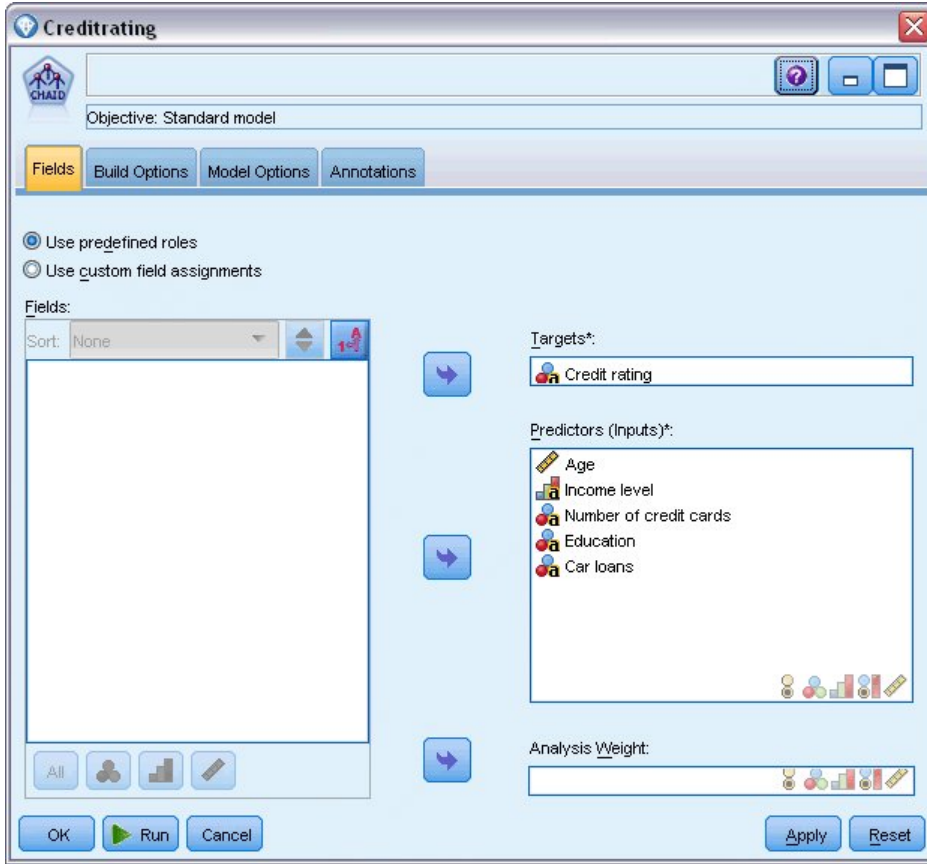 Creditrating
CHAID
Objective: Standard model
Fields Build Options Model Options Annotations
Use predefined roles
Use custom field assignments
Fields:
Sort: None
Targets*:
Credit rating
Predictors (Inputs)*:
Age
Income level
Number of credit cards
Education
Car loans
Analysis Weight:
All
OK Run Cancel Apply Reset